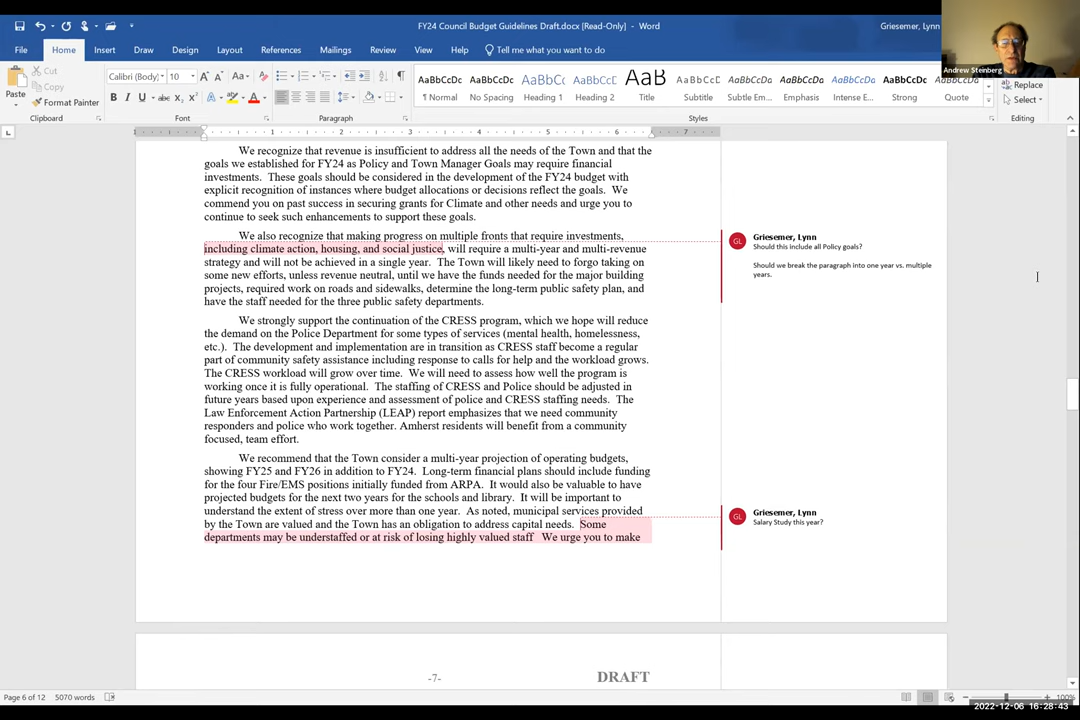 FY24 Council Budget Guidelines Draft.docx [Read-Only] - Word
Griesemer, Lynn
File Home Insert Draw Design Layout References Mailings Review View Help Tell me what you want to do
Andrew Steinberg
Paste
Cut
Copy
Format Painter
Clipboard
Calibri (Body) 10
Font
Paragraph
AaBbCcDc AaBbCcDc AaBbCc AaBbCcC AaB AaBbCcC AaBbCcDc AaBbCcDc AaBbCcDc AaBbCcDc
¶ Normal No Spacing Heading 1 Heading 2 Title Subtitle Subtle Em... Emphasis Intense E... Strong Quote
Styles
Replace
Select
Editing
1 1 2 3 4 5 6 7
We recognize that revenue is insufficient to address all the needs of the Town and that the
goals we established for FY24 as Policy and Town Manager Goals may require financial
investments. These goals should be considered in the development of the FY24 budget with
explicit recognition of instances where budget allocations or decisions reflect the goals. We
commend you on past success in securing grants for Climate and other needs and urge you to
continue to seek such enhancements to support these goals.
We also recognize that making progress on multiple fronts that require investments,
including climate action, housing, and social justice, will require a multi-year and multi-revenue
strategy and will not be achieved in a single year. The Town will likely need to forgo taking on
some new efforts, unless revenue neutral, until we have the funds needed for the major building
projects, required work on roads and sidewalks, determine the long-term public safety plan, and
have the staff needed for the three public safety departments.
GL Griesemer, Lynn
Should this include all Policy goals?
Should we break the paragraph into one year vs. multiple
years.
We strongly support the continuation of the CRESS program, which we hope will reduce
the demand on the Police Department for some types of services (mental health, homelessness,
etc.). The development and implementation are in transition as CRESS staff become a regular
part of community safety assistance including response to calls for help and the workload grows.
The CRESS workload will grow over time. We will need to assess how well the program is
working once it is fully operational. The staffing of CRESS and Police should be adjusted in
future years based upon experience and assessment of police and CRESS staffing needs. The
Law Enforcement Action Partnership (LEAP) report emphasizes that we need community
responders and police who work together. Amherst residents will benefit from a community
focused, team effort.
We recommend that the Town consider a multi-year projection of operating budgets,
showing FY25 and FY26 in addition to FY24. Long-term financial plans should include funding
for the four Fire/EMS positions initially funded from ARPA. It would also be valuable to have
projected budgets for the next two years for the schools and library. It will be important to
understand the extent of stress over more than one year. As noted, municipal services provided
by the Town are valued and the Town has an obligation to address capital needs. Some
departments may be understaffed or at risk of losing highly valued staff We urge you to make
GL Griesemer, Lynn
Salary Study this year?
-7- DRAFT
Page 6 of 12 5070 words
100%
2022-12-06 16:28:43